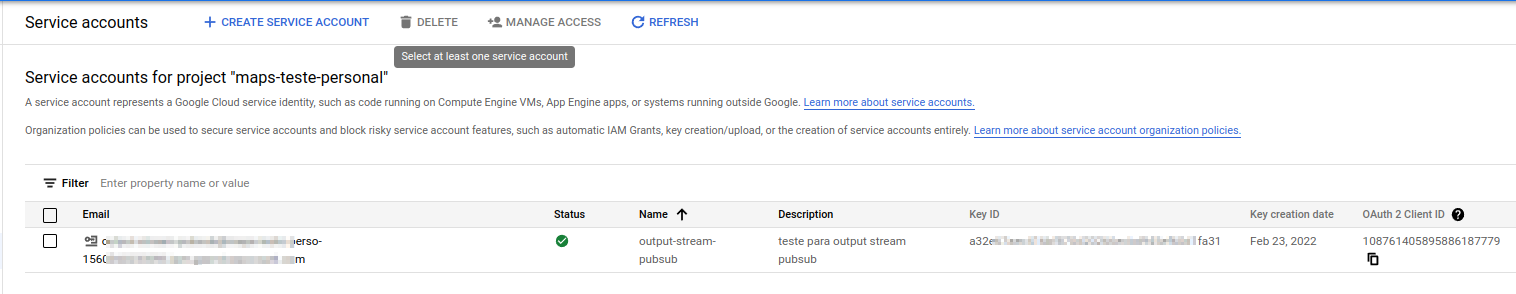 Service accounts
CREATE SERVICE ACCOUNT
DELETE
MANAGE ACCESS
REFRESH
Select at least one service account
Service accounts for project "maps-teste-personal"
A service account represents a Google Cloud service identity, such as code running on Compute Engine VMs, App Engine apps, or systems running outside Google. Learn more about service accounts.
Organization policies can be used to secure service accounts and block risky service account features, such as automatic IAM Grants, key creation/upload, or the creation of service accounts entirely. Learn more about service account organization policies.
Filter Enter property name or value
Email Status Name Description Key ID Key creation date OAuth 2 Client ID
perso- output-stream- teste para output stream a32e fa31 Feb 23, 2022 108761405895886187779
1560 m pubsub pubsub